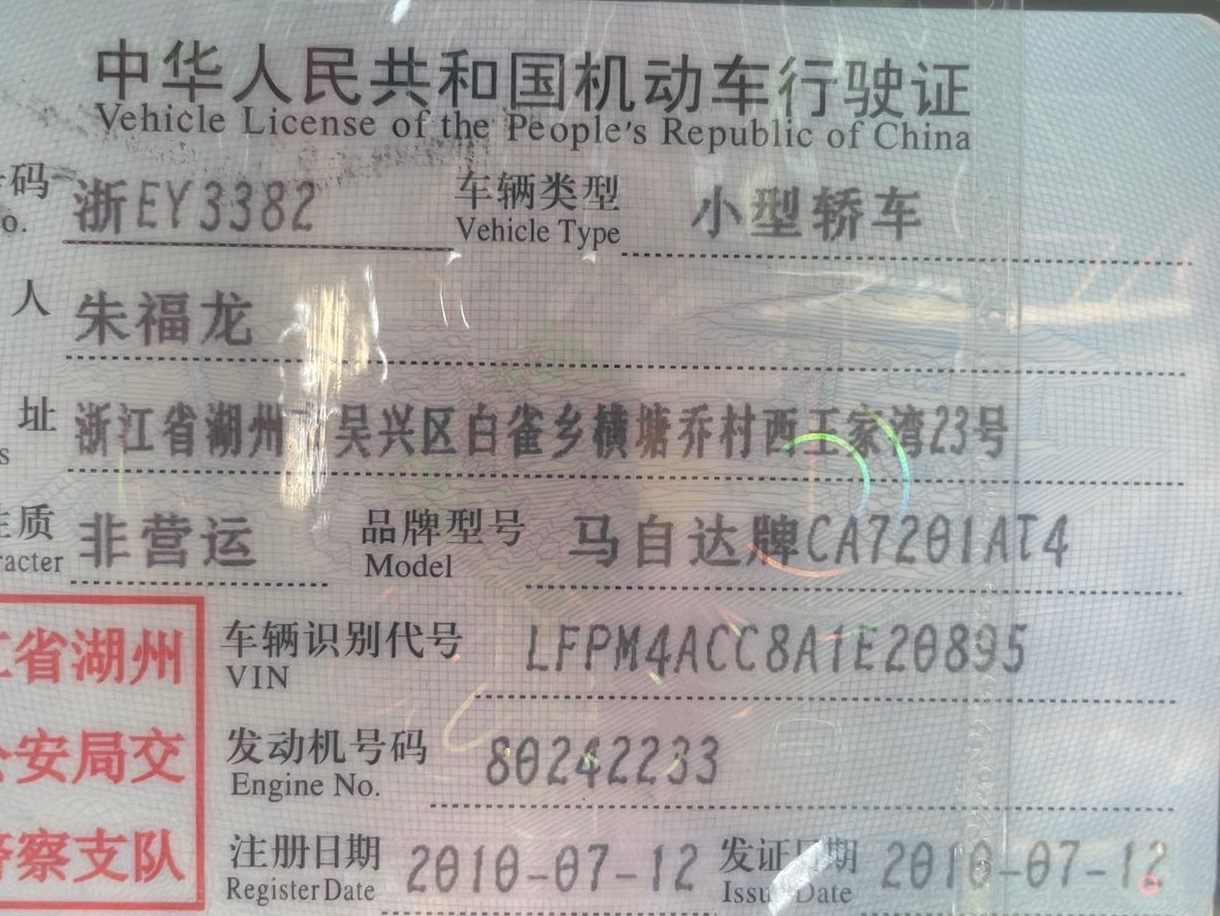 中华人民共和国机动车行驶证
Vehicle License of the People's Republic of China
码 浙EY3382 车辆类型 小型轿车
o. Vehicle Type
人 朱福龙
址 浙江省湖州 吴兴区白雀乡横塘乔村西王家湾23号
s
质 非营运 品牌型号 马自达牌CA7201AT4
racter Model
省湖州 车辆识别代号 LFPM4ACC8A1E20895
VIN
安局交 发动机号码 80242233
Engine No.
察支队 注册日期 2010-07-12 发证日期 2010-07-12
Register Date Issue Date